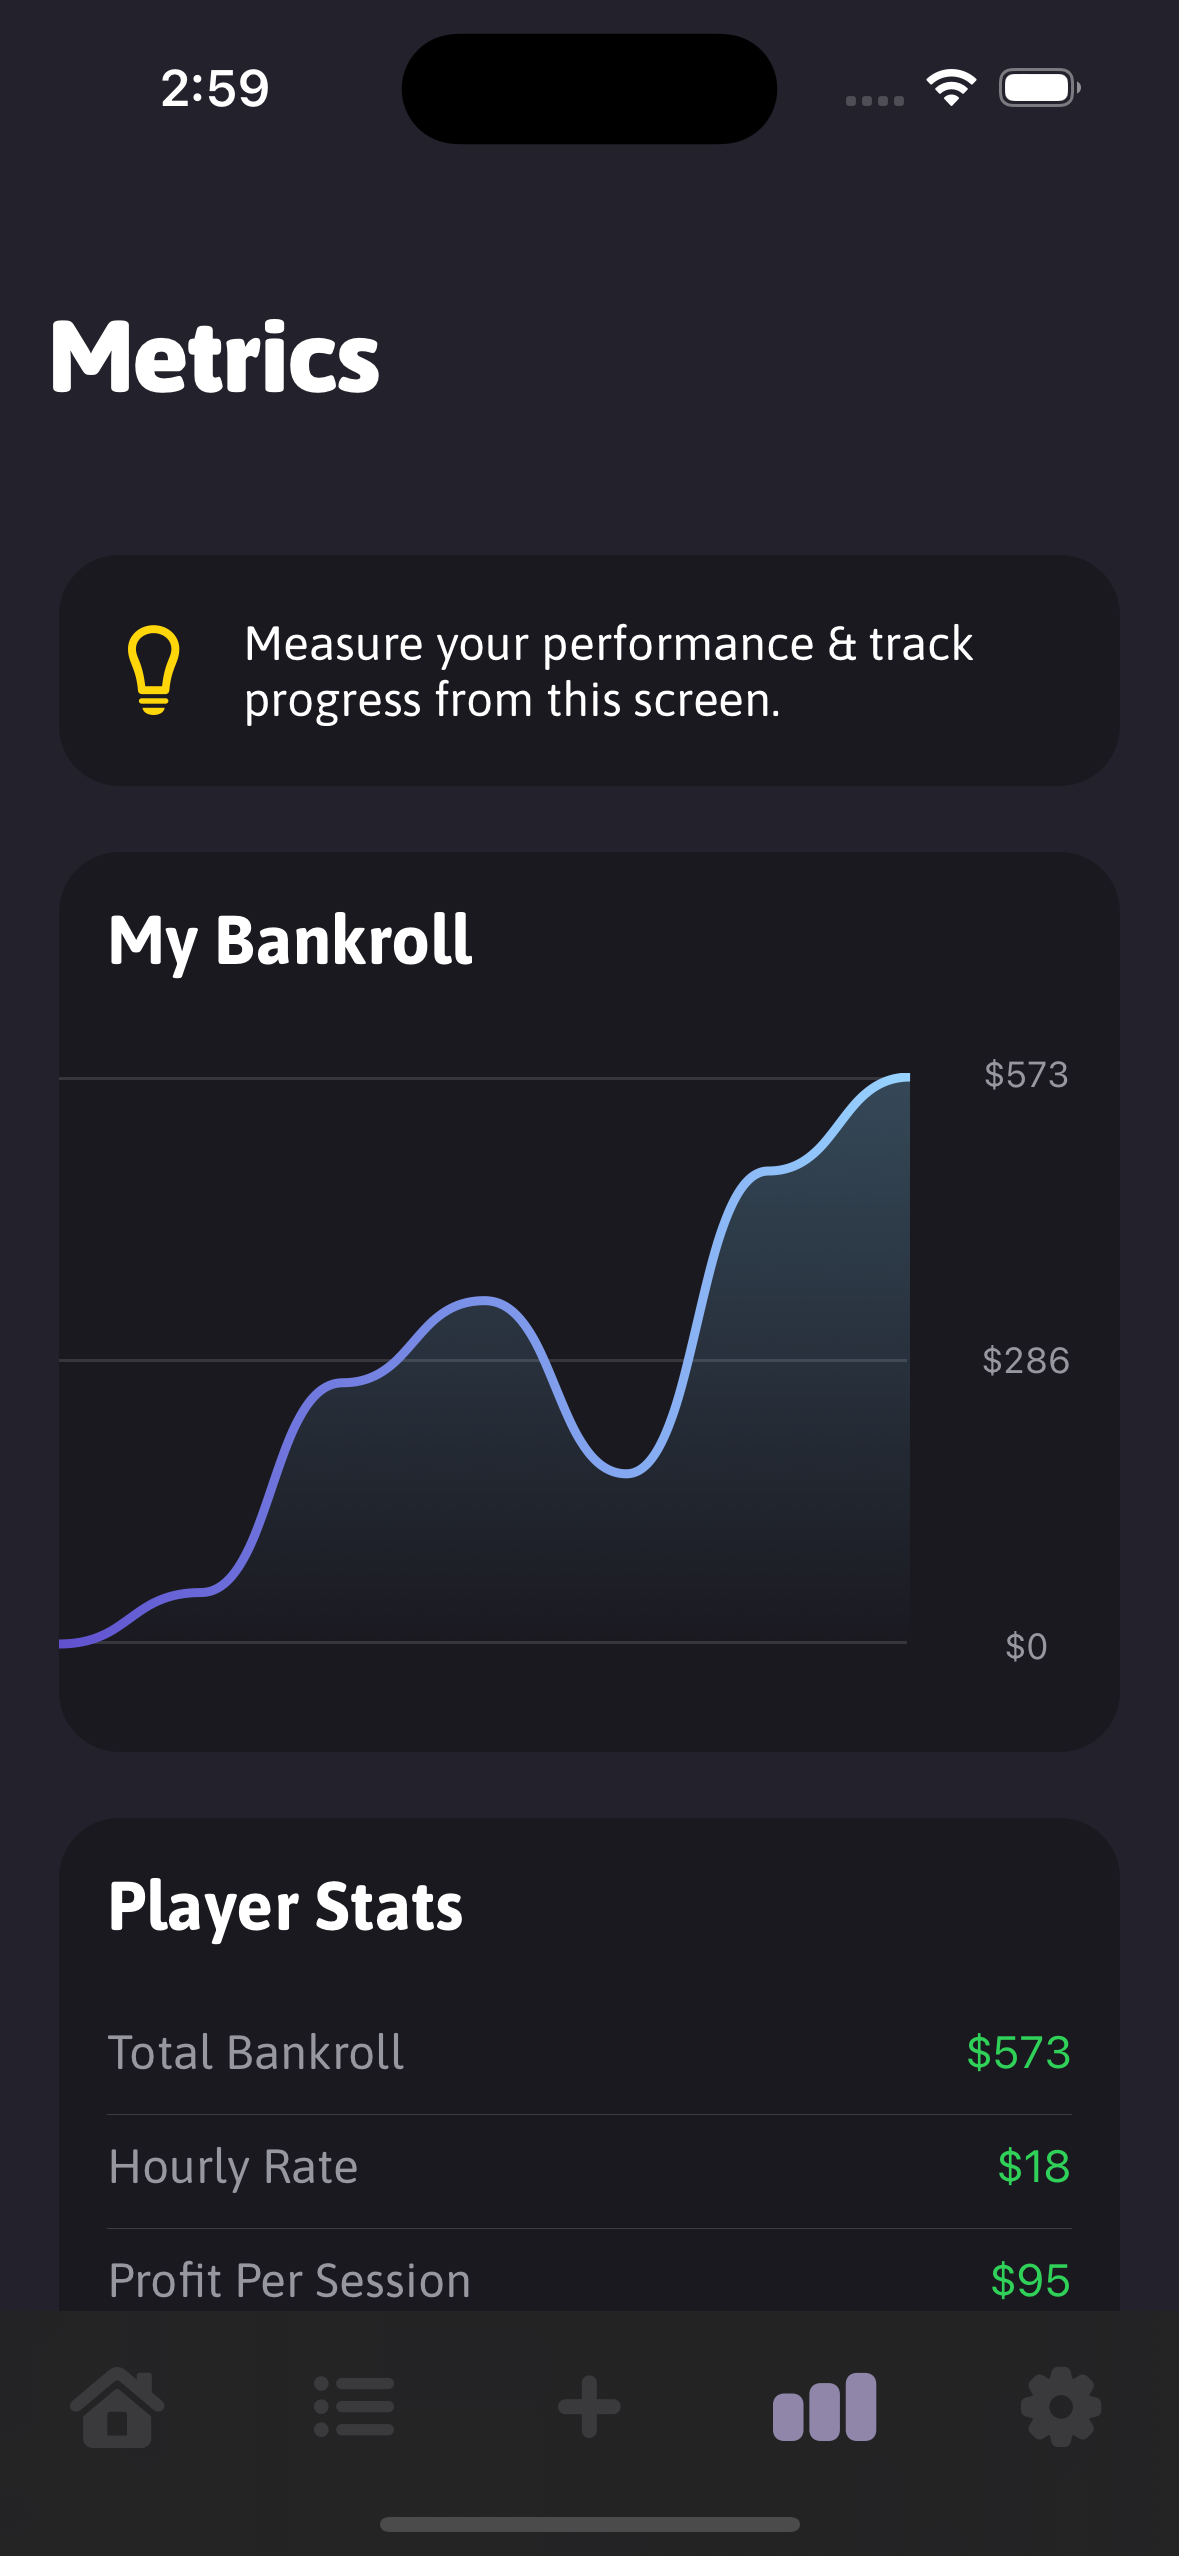 2:59
Metrics
Measure your performance & track
progress from this screen.
My Bankroll
$573
$286
$0
Player Stats
Total Bankroll $573
Hourly Rate $18
Profit Per Session $95